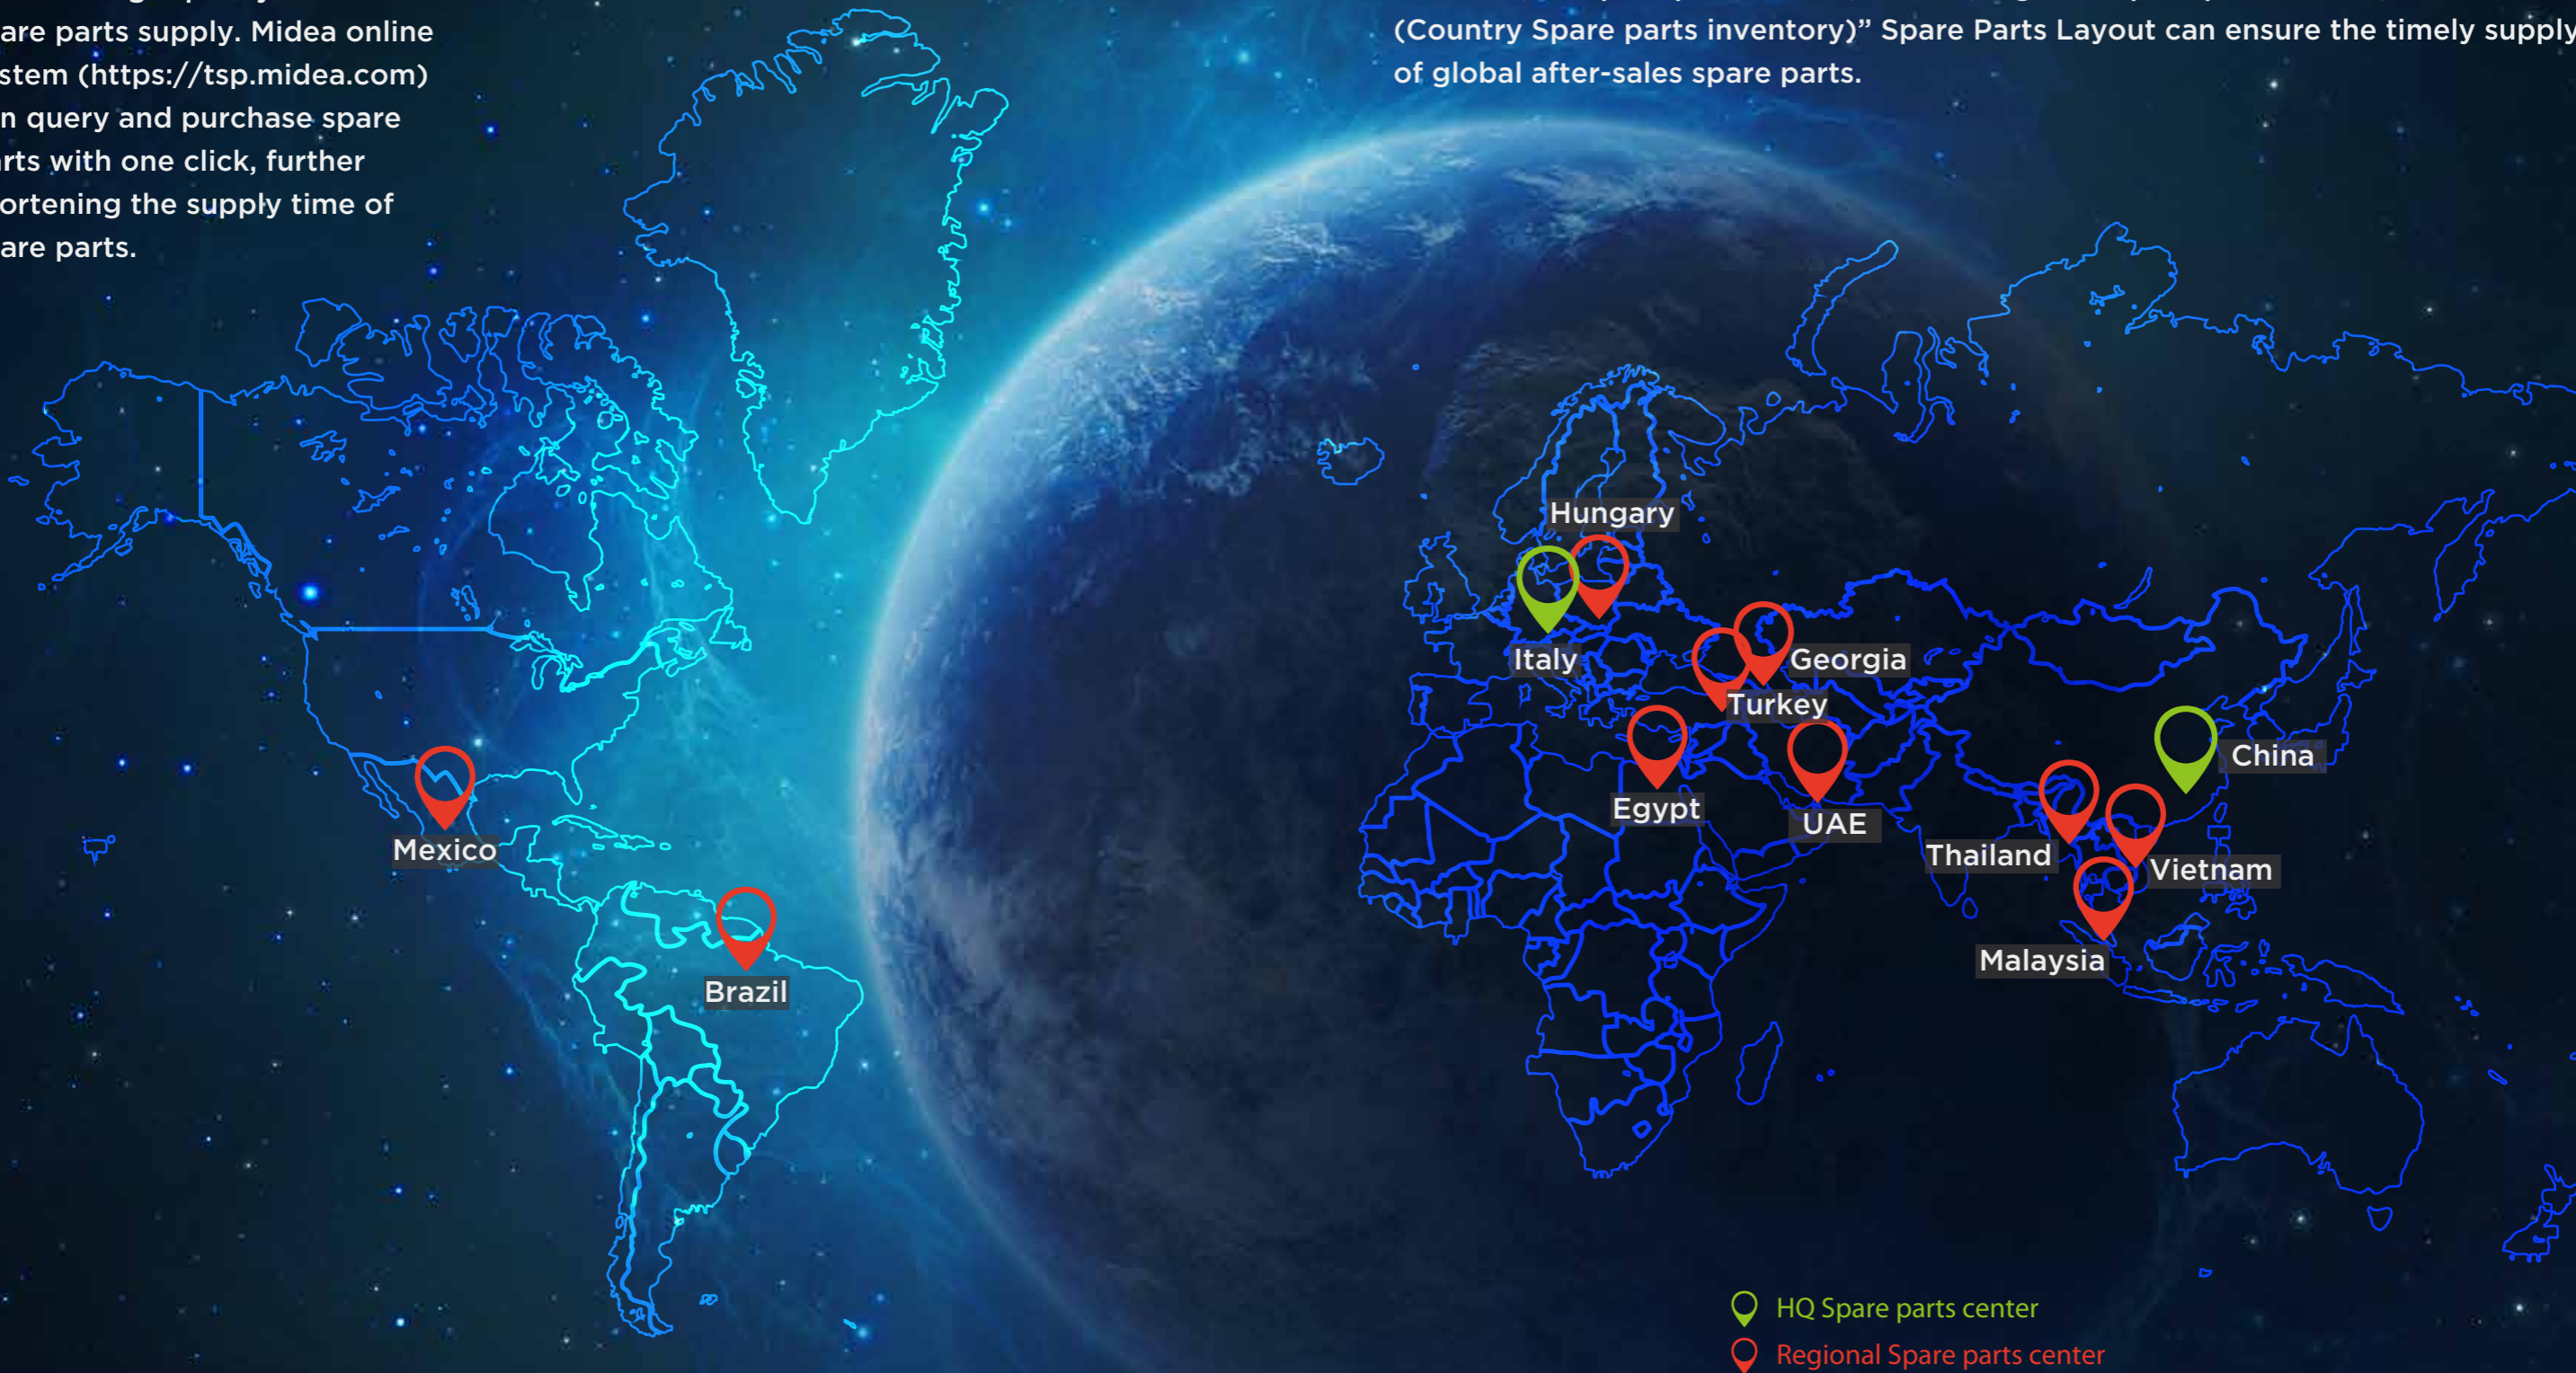 are parts supply. Midea online
stem (https://tsp.midea.com)
n query and purchase spare
rts with one click, further
ortening the supply time of
are parts.
(Country Spare parts inventory)” Spare Parts Layout can ensure the timely supply
of global after-sales spare parts.
Hungary
Italy
Georgia
Turkey
China
Egypt
UAE
Mexico
Thailand
Vietnam
Malaysia
Brazil
HQ Spare parts center
Regional Spare parts center